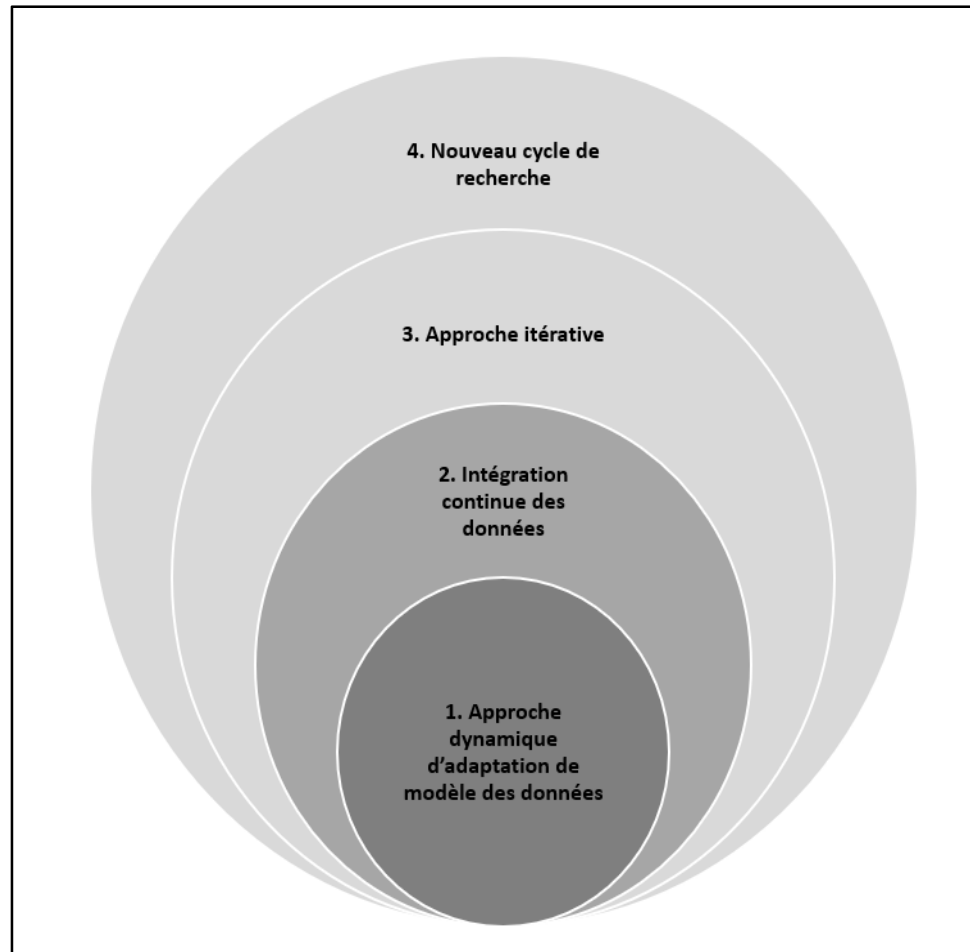 4. Nouveau cycle de
recherche
3. Approche itérative
2. Intégration
continue des
données
1. Approche
dynamique
d’adaptation de
modèle des données